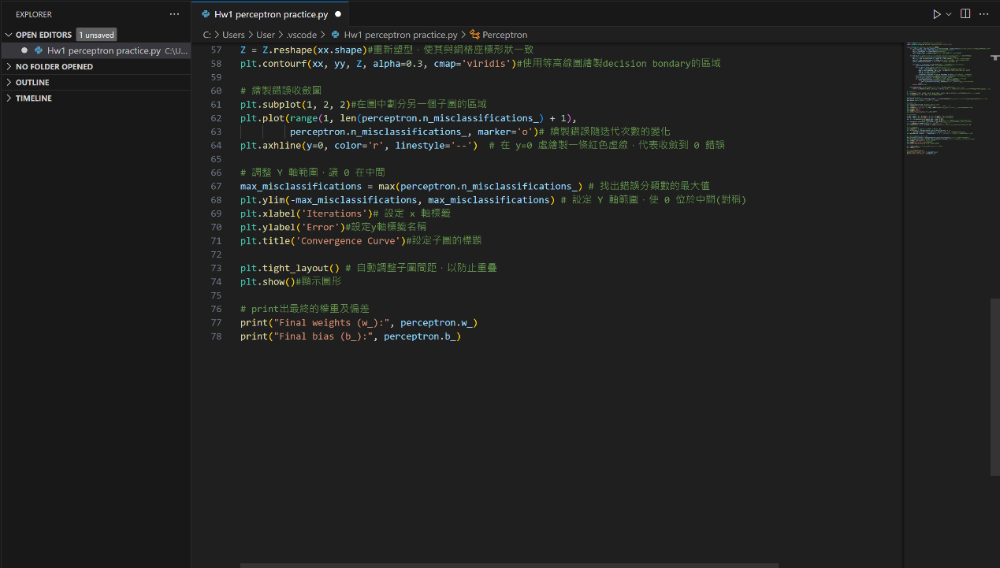 EXPLORER
OPEN EDITORS 1 unsaved
Hw1 perceptron practice.py C:\U...
NO FOLDER OPENED
OUTLINE
TIMELINE
Hw1 perceptron practice.py
C: > Users > User > .vscode > Hw1 perceptron practice.py > Perceptron
57 Z = Z.reshape(xx.shape)#重新塑型，使其與網格座標形狀一致
58 plt.contourf(xx, yy, Z, alpha=0.3, cmap='viridis')#使用等高線圖繪製decision bondary的區域
59
60 # 繪製錯誤收斂圖
61 plt.subplot(1, 2, 2)#在圖中劃分另一個子圖的區域
62 plt.plot(range(1, len(perceptron.n_misclassifications_) + 1),
63 perceptron.n_misclassifications_, marker='o')# 繪製錯誤隨迭代次數的變化
64 plt.axhline(y=0, color='r', linestyle='--')  # 在 y=0 處繪製一條紅色虛線，代表收斂到 0 錯誤
65
66 # 調整 Y 軸範圍，讓 0 在中間
67 max_misclassifications = max(perceptron.n_misclassifications_) # 找出錯誤分類數的最大值
68 plt.ylim(-max_misclassifications, max_misclassifications) # 設定 Y 軸範圍，使 0 位於中間(對稱)
69 plt.xlabel('Iterations')# 設定 x 軸標籤
70 plt.ylabel('Error')#設定y軸標籤名稱
71 plt.title('Convergence Curve')#設定子圖的標題
72
73 plt.tight_layout() # 自動調整子圖間距，以防止重疊
74 plt.show()#顯示圖形
75
76 # print出最終的權重及偏差
77 print("Final weights (w_):", perceptron.w_)
78 print("Final bias (b_):", perceptron.b_)